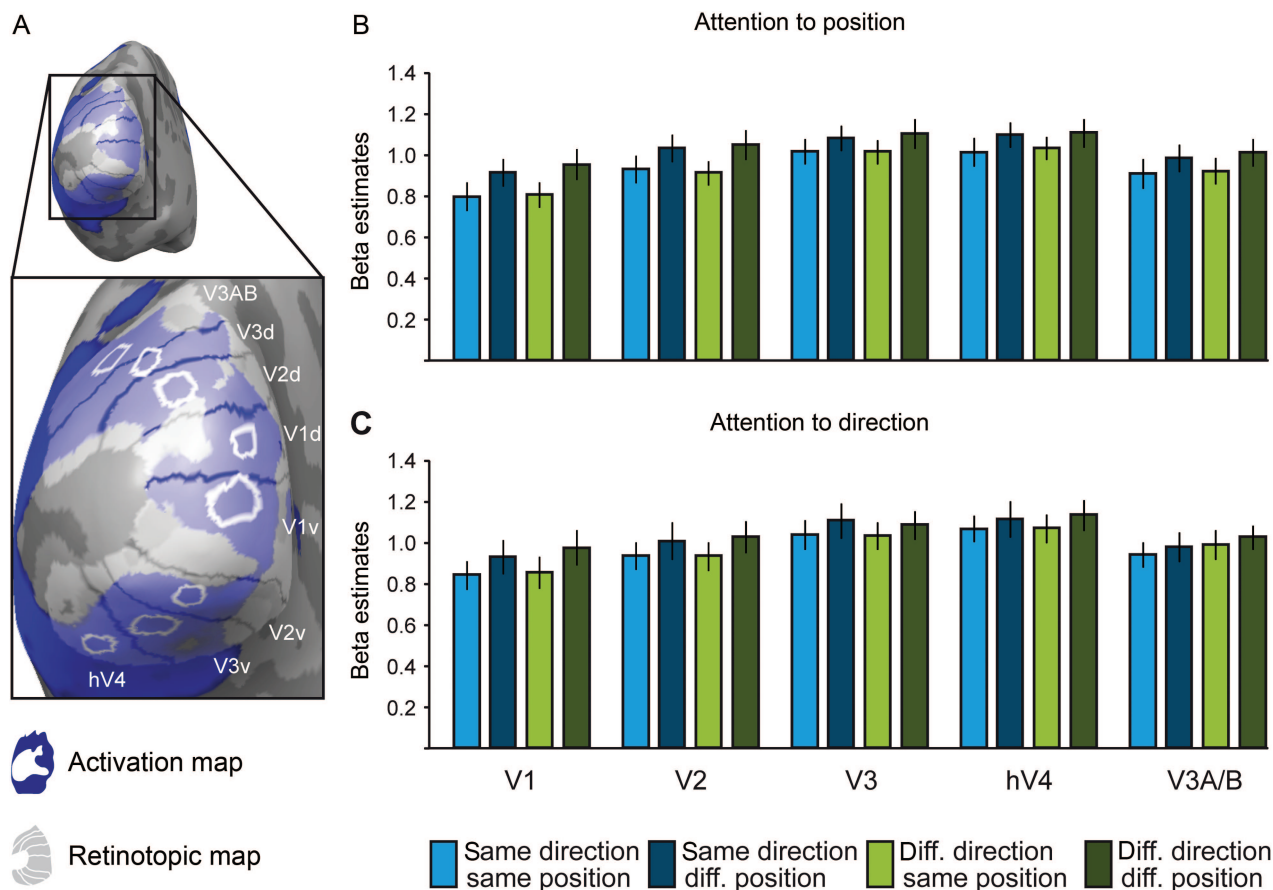 A
V3AB
V3d
V2d
V1d
V1v
V2v
V3v
hV4
Activation map
Retinotopic map
B
Attention to position
Beta estimates
1.4
1.2
1.0
0.8
0.6
0.4
0.2
C
Attention to direction
Beta estimates
1.4
1.2
1.0
0.8
0.6
0.4
0.2
V1
V2
V3
hV4
V3A/B
Same direction
same position
Same direction
diff. position
Diff. direction
same position
Diff. direction
diff. position